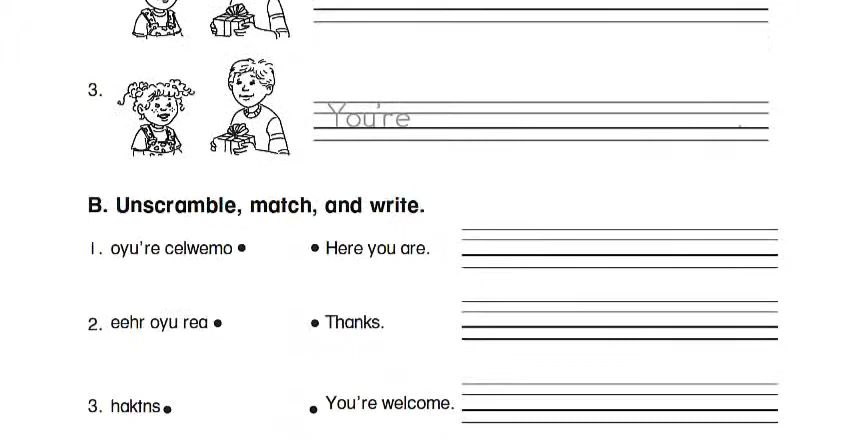 3.
You're
B. Unscramble, match, and write.
1. oyu're celwemo • • Here you are.
2. eehr oyu rea • • Thanks.
3. haktns • • You're welcome.